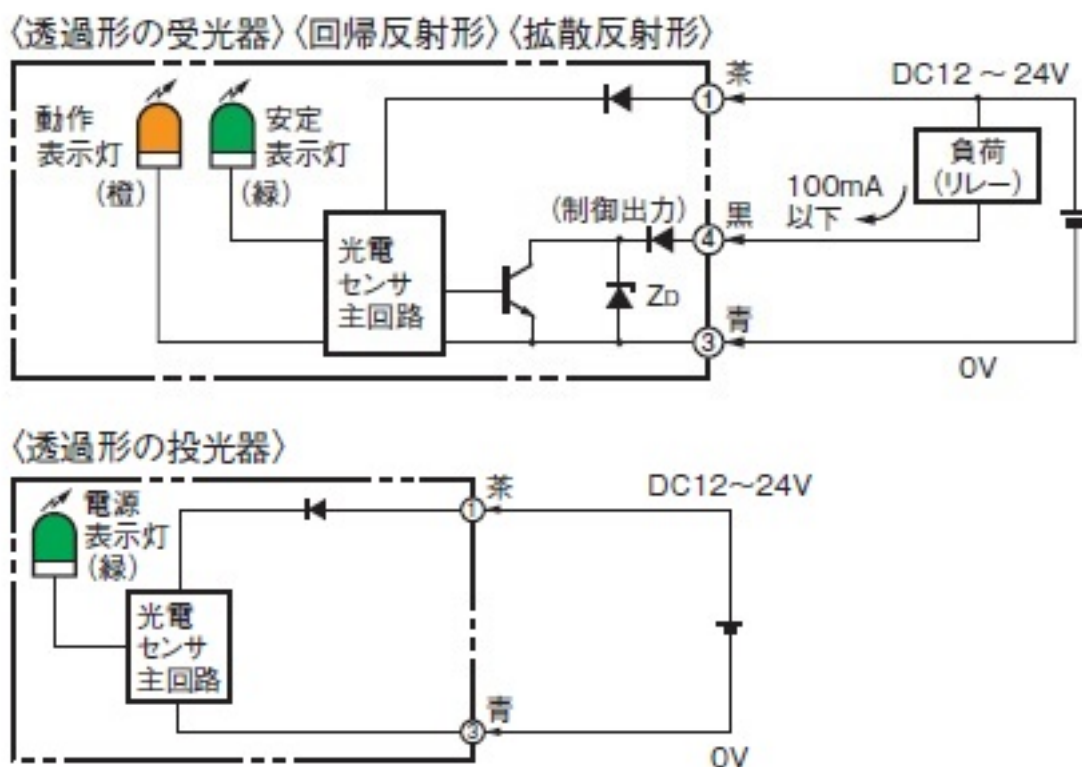 〈透過形の受光器〉〈回帰反射形〉〈拡散反射形〉
動作
表示灯
(橙)
安定
表示灯
(緑)
光電
センサ
主回路
(制御出力)
ZD
① 茶
④ 黒
③ 青
100mA
以下
DC12 ~ 24V
負荷
(リレー)
0V
〈透過形の投光器〉
電源
表示灯
(緑)
光電
センサ
主回路
① 茶
③ 青
DC12~24V
0V